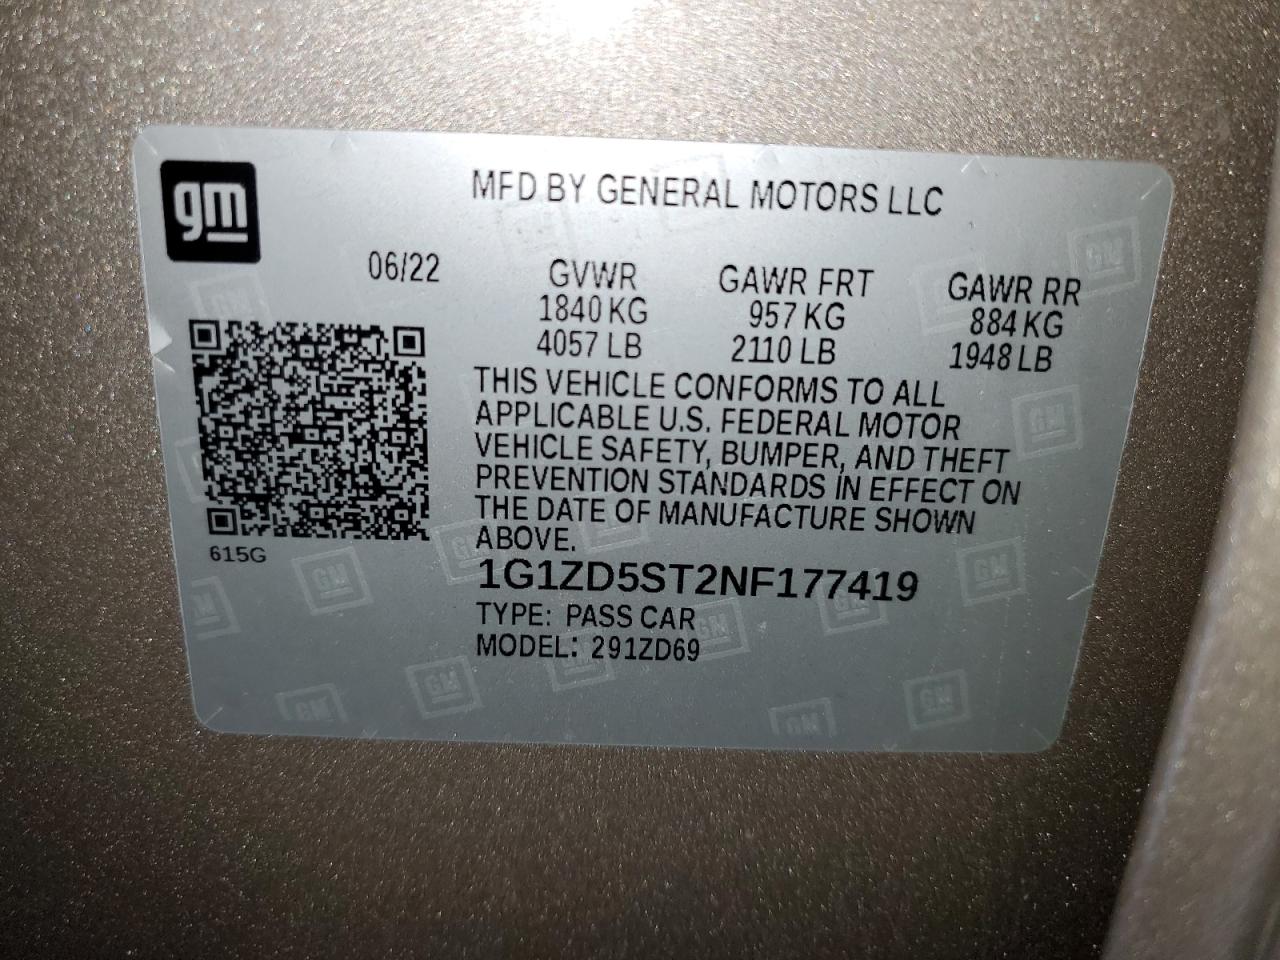 gm
MFD BY GENERAL MOTORS LLC
06/22 GVWR GAWR FRT GAWR RR
1840 KG 957 KG 884 KG
4057 LB 2110 LB 1948 LB
THIS VEHICLE CONFORMS TO ALL
APPLICABLE U.S. FEDERAL MOTOR
VEHICLE SAFETY, BUMPER, AND THEFT
PREVENTION STANDARDS IN EFFECT ON
THE DATE OF MANUFACTURE SHOWN
ABOVE.
615G
1G1ZD5ST2NF177419
TYPE: PASS CAR
MODEL: 291ZD69